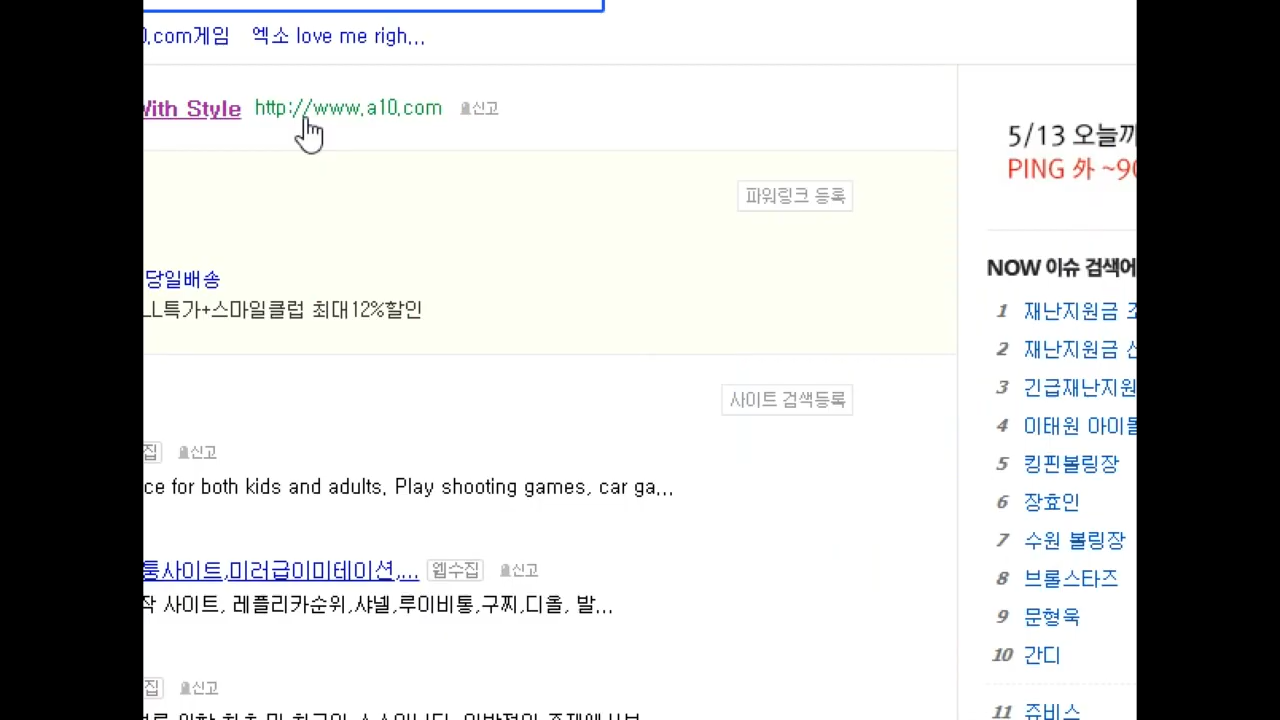 0.com게임 엑소 love me righ...
With Style http://www.a10.com 신고
파워링크 등록
당일배송
LL특가+스마일클럽 최대12%할인
사이트 검색등록
집 신고
ce for both kids and adults. Play shooting games, car ga...
통사이트,미러급이미테이션,... 웹수집 신고
작 사이트, 레플리카순위,샤넬,루이비통,구찌,디올, 발...
집 신고
5/13 오늘까
PING 外 ~90
NOW 이슈 검색어
1 재난지원금 조
2 재난지원금 신
3 긴급재난지원
4 이태원 아이돌
5 킹핀볼링장
6 장효인
7 수원 볼링장
8 브롤스타즈
9 문형욱
10 간디
11 쥬비스